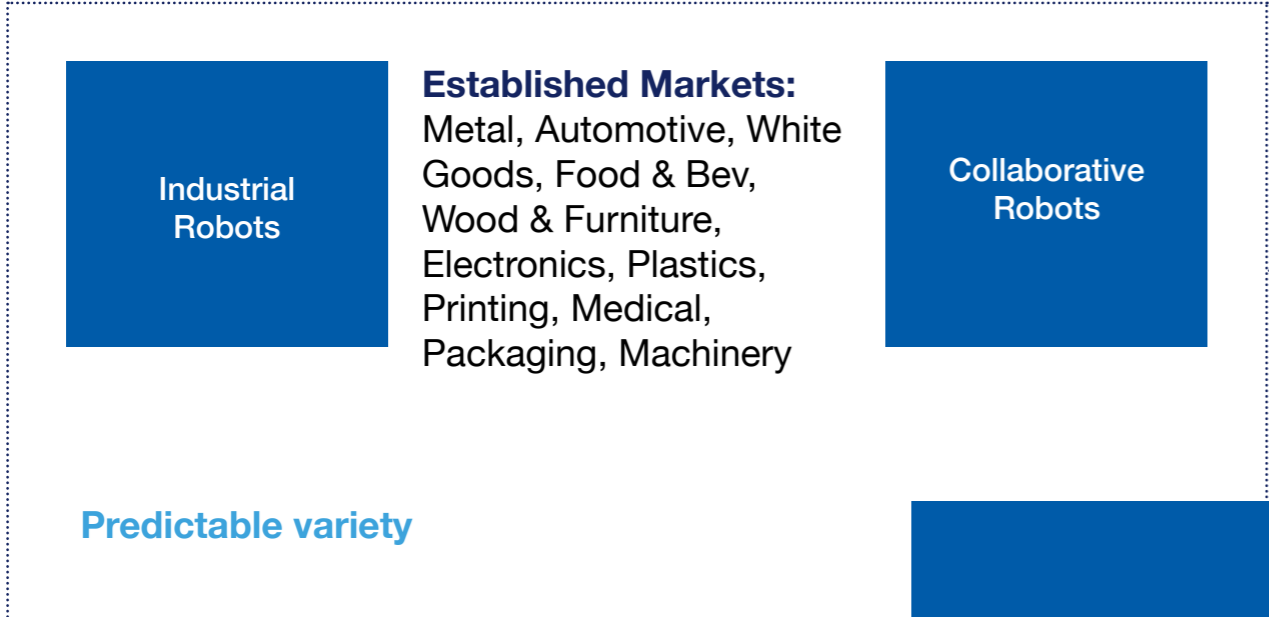 Industrial
Robots
Established Markets:
Metal, Automotive, White
Goods, Food & Bev,
Wood & Furniture,
Electronics, Plastics,
Printing, Medical,
Packaging, Machinery
Collaborative
Robots
Predictable variety